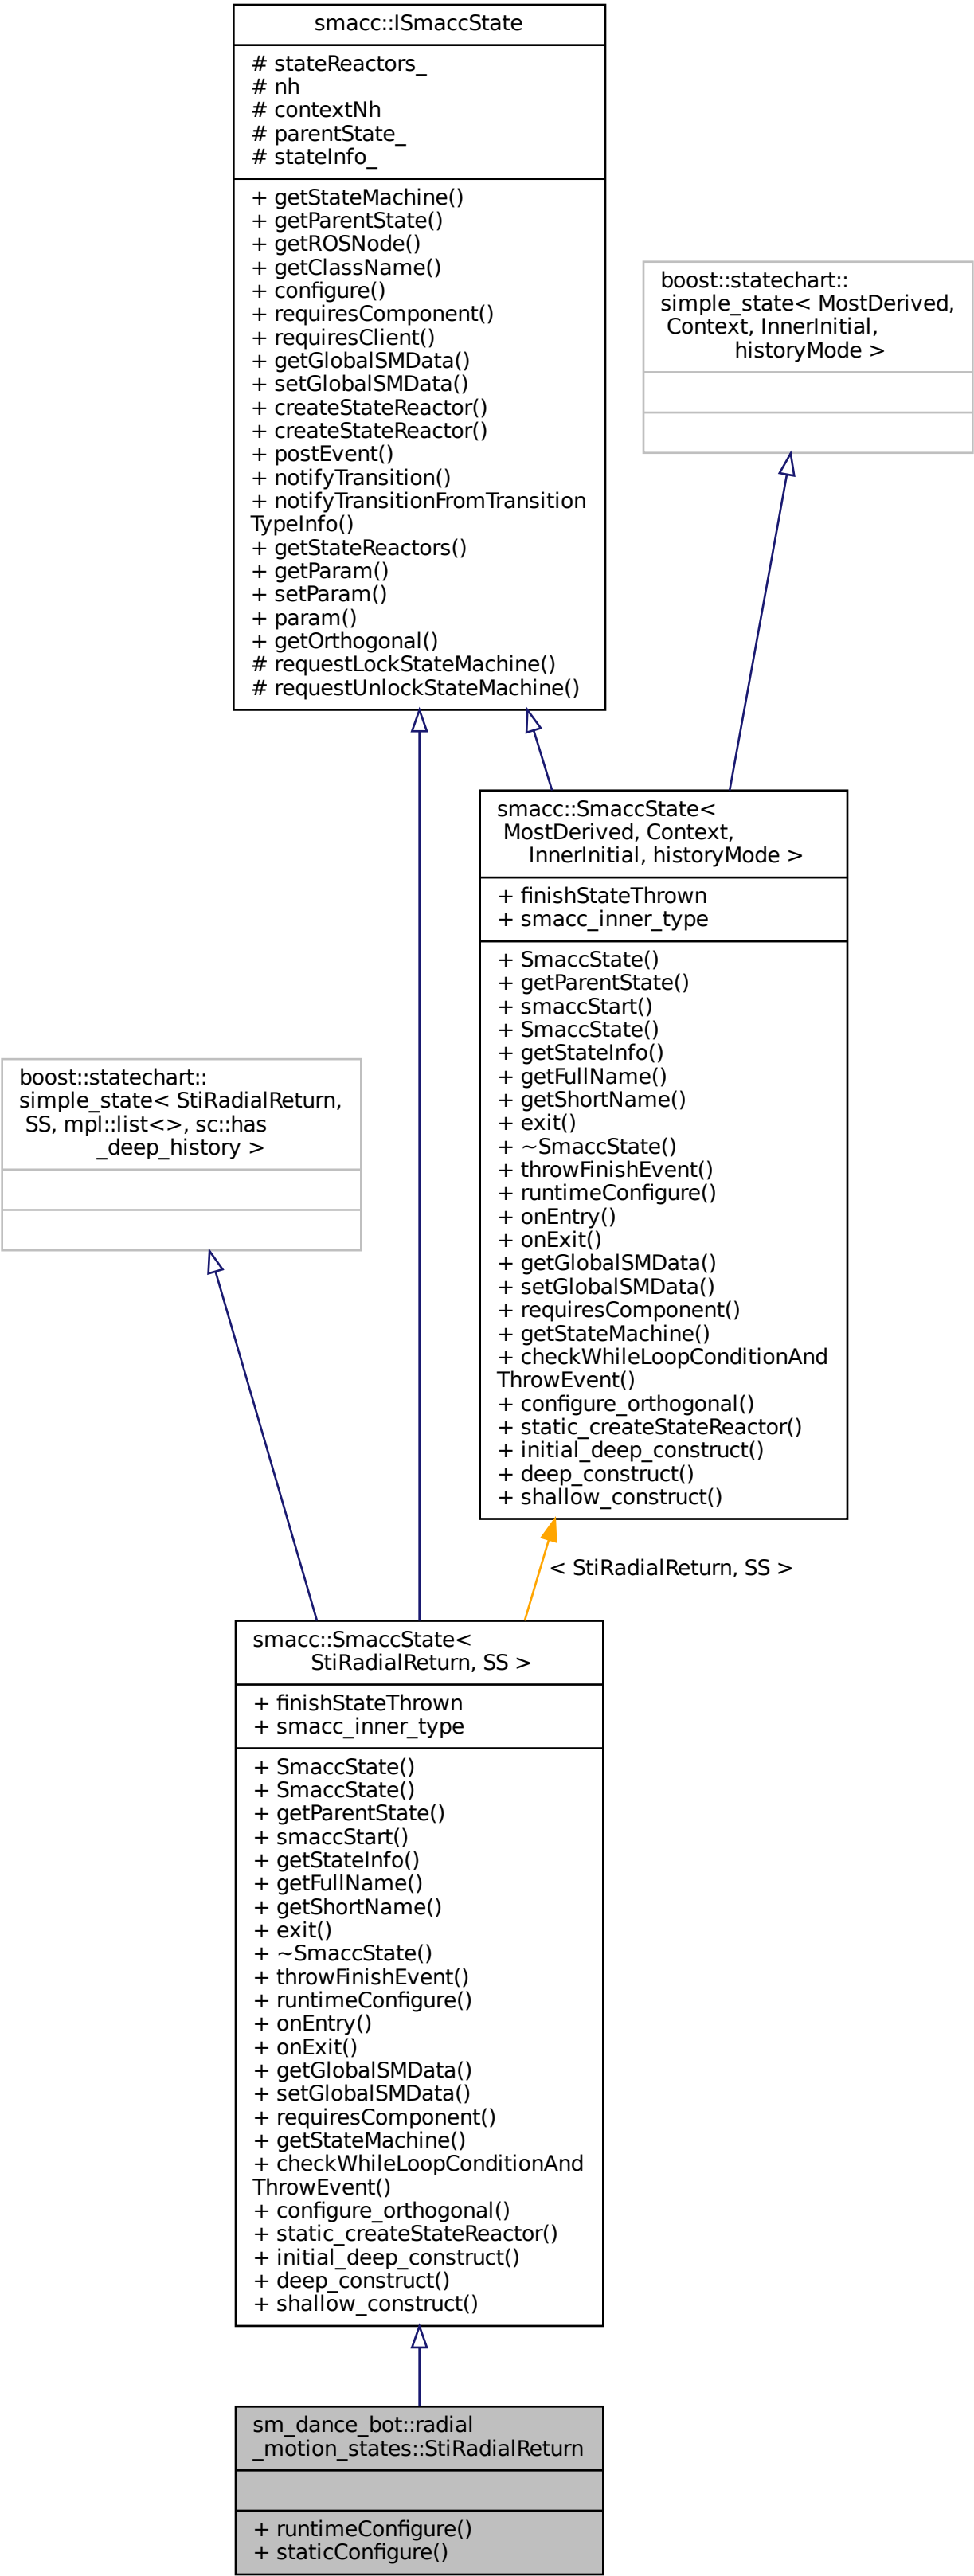 smacc::ISmaccState
# stateReactors_
# nh
# contextNh
# parentState_
# stateInfo_
+ getStateMachine()
+ getParentState()
+ getROSNode()
+ getClassName()
+ configure()
+ requiresComponent()
+ requiresClient()
+ getGlobalSMData()
+ setGlobalSMData()
+ createStateReactor()
+ createStateReactor()
+ postEvent()
+ notifyTransition()
+ notifyTransitionFromTransition
TypeInfo()
+ getStateReactors()
+ getParam()
+ setParam()
+ param()
+ getOrthogonal()
# requestLockStateMachine()
# requestUnlockStateMachine()
boost::statechart::
simple_state< MostDerived,
Context, InnerInitial,
historyMode >
smacc::SmaccState<
MostDerived, Context,
InnerInitial, historyMode >
+ finishStateThrown
+ smacc_inner_type
+ SmaccState()
+ getParentState()
+ smaccStart()
+ SmaccState()
+ getStateInfo()
+ getFullName()
+ getShortName()
+ exit()
+ ~SmaccState()
+ throwFinishEvent()
+ runtimeConfigure()
+ onEntry()
+ onExit()
+ getGlobalSMData()
+ setGlobalSMData()
+ requiresComponent()
+ getStateMachine()
+ checkWhileLoopConditionAnd
ThrowEvent()
+ configure_orthogonal()
+ static_createStateReactor()
+ initial_deep_construct()
+ deep_construct()
+ shallow_construct()
boost::statechart::
simple_state< StiRadialReturn,
SS, mpl::list<>, sc::has
_deep_history >
< StiRadialReturn, SS >
smacc::SmaccState<
StiRadialReturn, SS >
+ finishStateThrown
+ smacc_inner_type
+ SmaccState()
+ SmaccState()
+ getParentState()
+ smaccStart()
+ getStateInfo()
+ getFullName()
+ getShortName()
+ exit()
+ ~SmaccState()
+ throwFinishEvent()
+ runtimeConfigure()
+ onEntry()
+ onExit()
+ getGlobalSMData()
+ setGlobalSMData()
+ requiresComponent()
+ getStateMachine()
+ checkWhileLoopConditionAnd
ThrowEvent()
+ configure_orthogonal()
+ static_createStateReactor()
+ initial_deep_construct()
+ deep_construct()
+ shallow_construct()
sm_dance_bot::radial
_motion_states::StiRadialReturn
+ runtimeConfigure()
+ staticConfigure()